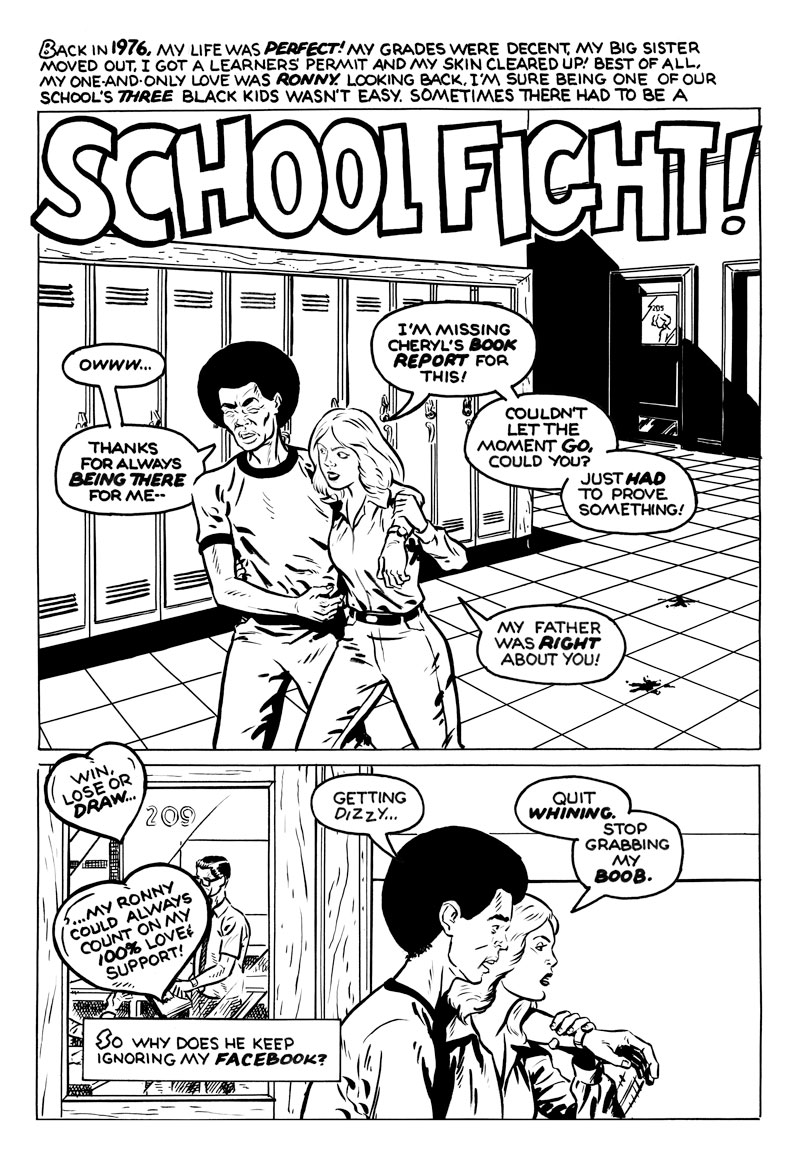 BACK IN 1976, MY LIFE WAS PERFECT! MY GRADES WERE DECENT, MY BIG SISTER
MOVED OUT, I GOT A LEARNERS' PERMIT AND MY SKIN CLEARED UP! BEST OF ALL,
MY ONE-AND-ONLY LOVE WAS RONNY. LOOKING BACK, I'M SURE BEING ONE OF OUR
SCHOOL'S THREE BLACK KIDS WASN'T EASY. SOMETIMES THERE HAD TO BE A
SCHOOL FIGHT!
OWWW...
THANKS
FOR ALWAYS
BEING THERE
FOR ME--
I'M MISSING
CHERYL'S BOOK
REPORT FOR
THIS!
COULDN'T
LET THE
MOMENT GO,
COULD YOU?
JUST HAD
TO PROVE
SOMETHING!
205
MY FATHER
WAS RIGHT
ABOUT YOU!
WIN,
LOSE OR
DRAW...
209
...MY RONNY
COULD ALWAYS
COUNT ON MY
100% LOVE &
SUPPORT!
GETTING
DIZZY...
QUIT
WHINING.
STOP
GRABBING
MY
BOOB.
SO WHY DOES HE KEEP
IGNORING MY FACEBOOK?